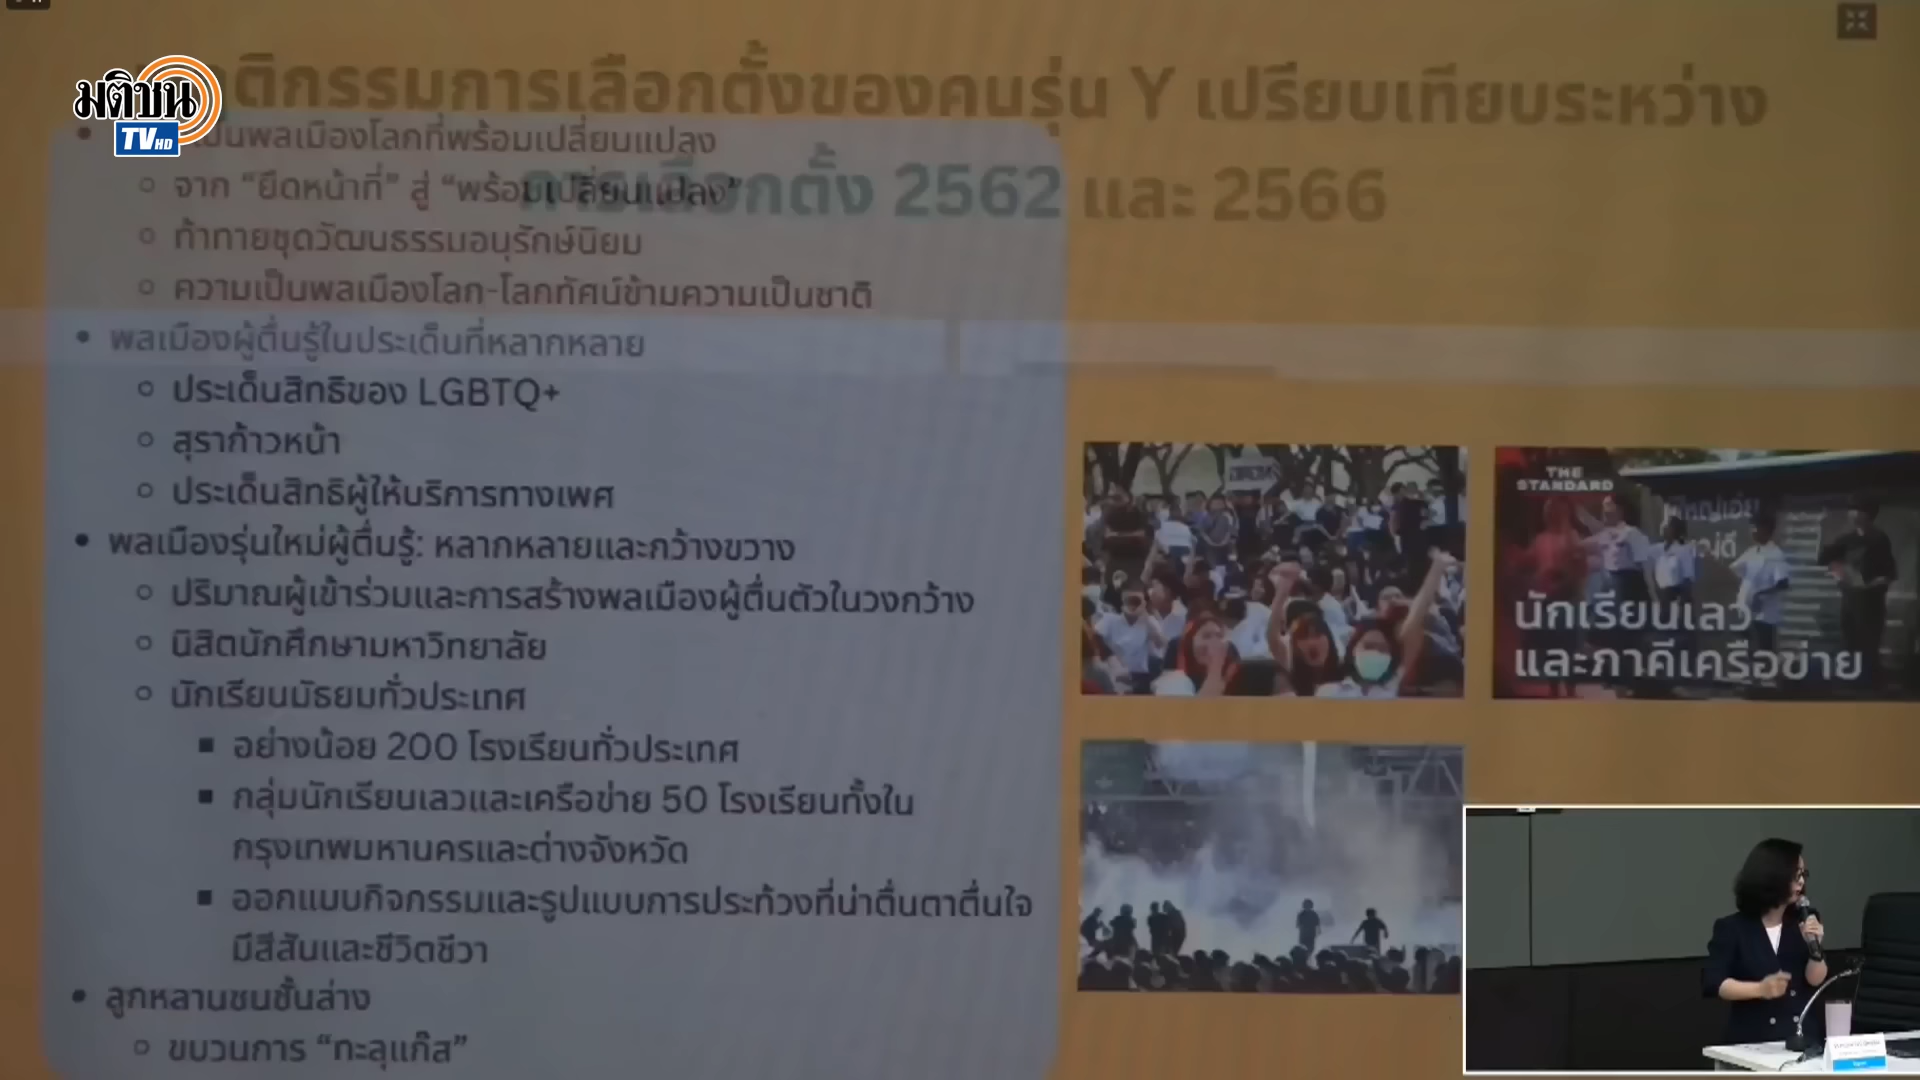 มติชน
TV HD
ติกรรมการเลือกตั้งของคนรุ่น Y เปรียบเทียบระหว่าง
การเลือกตั้ง 2562 และ 2566
• เป็นพลเมืองโลกที่พร้อมเปลี่ยนแปลง
○ จาก “ยึดหน้าที่” สู่ “พร้อมเปลี่ยนแปลง”
○ ท้าทายชุดวัฒนธรรมอนุรักษ์นิยม
○ ความเป็นพลเมืองโลก-โลกทัศน์ข้ามความเป็นชาติ
• พลเมืองผู้ตื่นรู้ในประเด็นที่หลากหลาย
○ ประเด็นสิทธิของ LGBTQ+
○ สุราก้าวหน้า
○ ประเด็นสิทธิผู้ให้บริการทางเพศ
• พลเมืองรุ่นใหม่ผู้ตื่นรู้: หลากหลายและกว้างขวาง
○ ปริมาณผู้เข้าร่วมและการสร้างพลเมืองผู้ตื่นตัวในวงกว้าง
○ นิสิตนักศึกษามหาวิทยาลัย
○ นักเรียนมัธยมทั่วประเทศ
▪ อย่างน้อย 200 โรงเรียนทั่วประเทศ
▪ กลุ่มนักเรียนเลวและเครือข่าย 50 โรงเรียนทั้งใน
กรุงเทพมหานครและต่างจังหวัด
▪ ออกแบบกิจกรรมและรูปแบบการประท้วงที่น่าตื่นตาตื่นใจ
มีสีสันและชีวิตชีวา
• ลูกหลานชนชั้นล่าง
○ ขบวนการ “ทะลุแก๊ส”
THE
STANDARD
นักเรียนเลว
และภาคีเครือข่าย